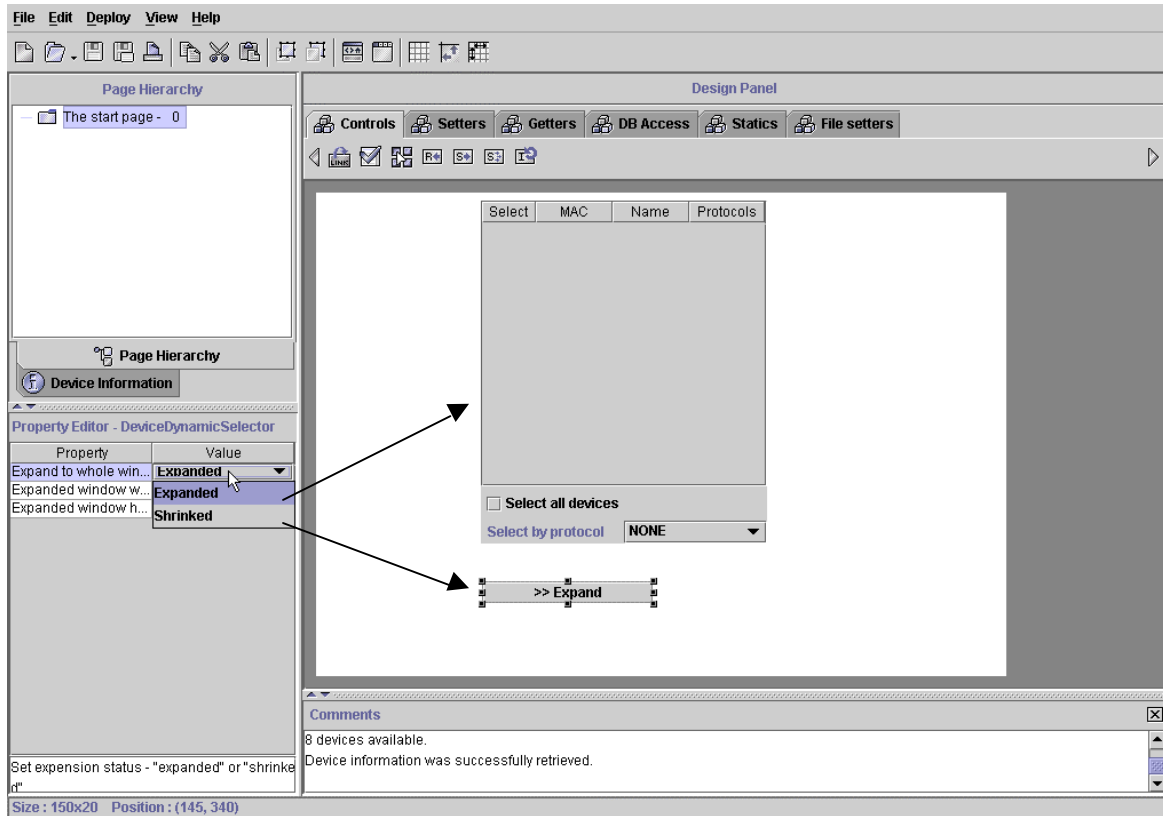 File Edit Deploy View Help
Page Hierarchy
The start page - 0
Page Hierarchy
Device Information
Property Editor - DeviceDynamicSelector
Property Value
Expand to whole win... Expanded
Expanded window w... Expanded
Expanded window h... Shrinked
Set expension status - "expanded" or "shrinke
d"
Design Panel
Controls Setters Getters DB Access Statics File setters
LINK R S S I
Select MAC Name Protocols
Select all devices
Select by protocol NONE
>> Expand
Comments
8 devices available.
Device information was successfully retrieved.
Size : 150x20 Position : (145, 340)